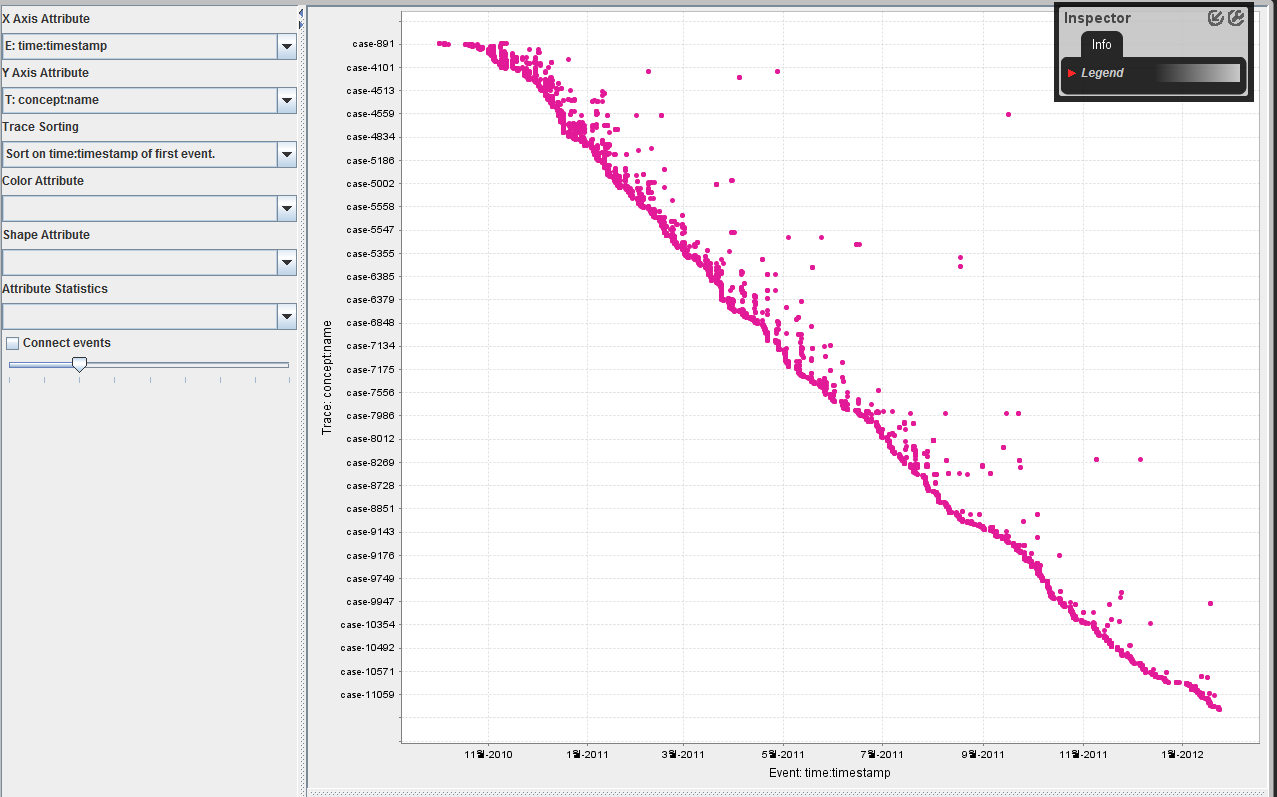 X Axis Attribute
E: time:timestamp
Y Axis Attribute
T: concept:name
Trace Sorting
Sort on time:timestamp of first event.
Color Attribute
Shape Attribute
Attribute Statistics
Connect events
Trace: concept:name
case-891
case-4101
case-4513
case-4559
case-4834
case-5186
case-5002
case-5558
case-5547
case-5355
case-6385
case-6379
case-6848
case-7134
case-7175
case-7556
case-7986
case-8012
case-8269
case-8728
case-8851
case-9143
case-9176
case-9749
case-9947
case-10354
case-10492
case-10571
case-11059
11월-2010
1월-2011
3월-2011
5월-2011
7월-2011
9월-2011
11월-2011
1월-2012
Event: time:timestamp
Inspector
Info
Legend